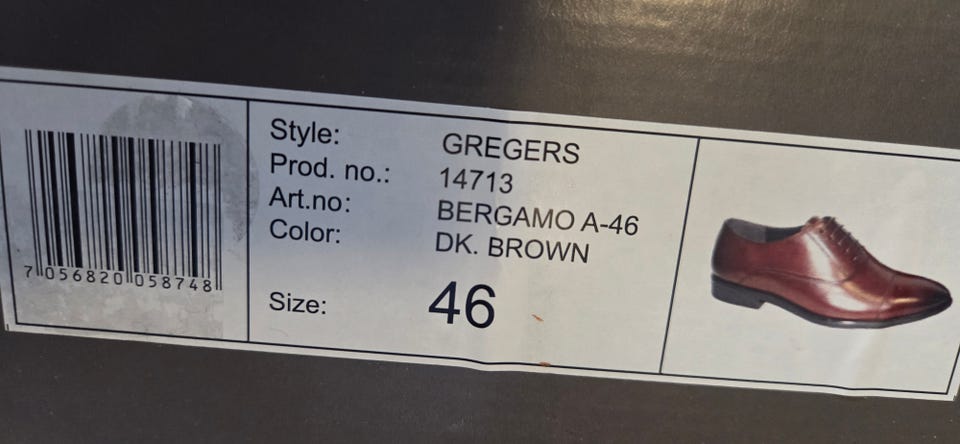 7 056820 058748
Style: GREGERS
Prod. no.: 14713
Art.no: BERGAMO A-46
Color: DK. BROWN
Size: 46